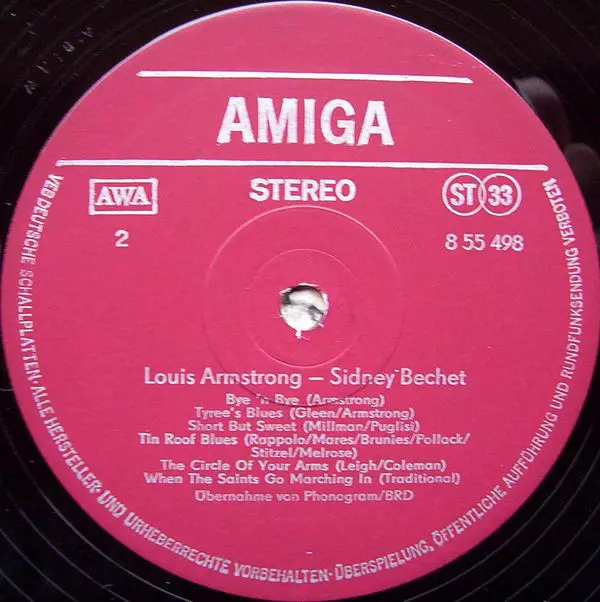 AMIGA
AWA
STEREO
ST 33
2
8 55 498
Louis Armstrong – Sidney Bechet
Bye 'n Bye (Armstrong)
Tyree's Blues (Gleen/Armstrong)
Short But Sweet (Millman/Puglisi)
Tin Roof Blues (Rappolo/Mares/Brunies/Pollack/
Stitzel/Melrose)
The Circle Of Your Arms (Leigh/Coleman)
When The Saints Go Marching In (Traditional)
Übernahme von Phonogram/BRD
VEB DEUTSCHE SCHALLPLATTEN · ALLE HERSTELLER- UND URHEBERRECHTE VORBEHALTEN · ÜBERSPIELUNG, ÖFFENTLICHE AUFFÜHRUNG UND RUNDFUNKSENDUNG VERBOTEN